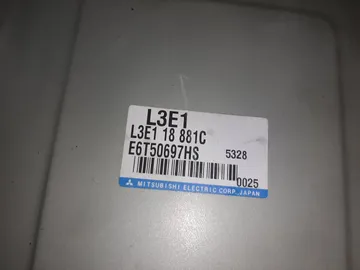 L3E1
L3E1 18 881C
E6T50697HS 5328
0025
MITSUBISHI ELECTRIC CORP. JAPAN